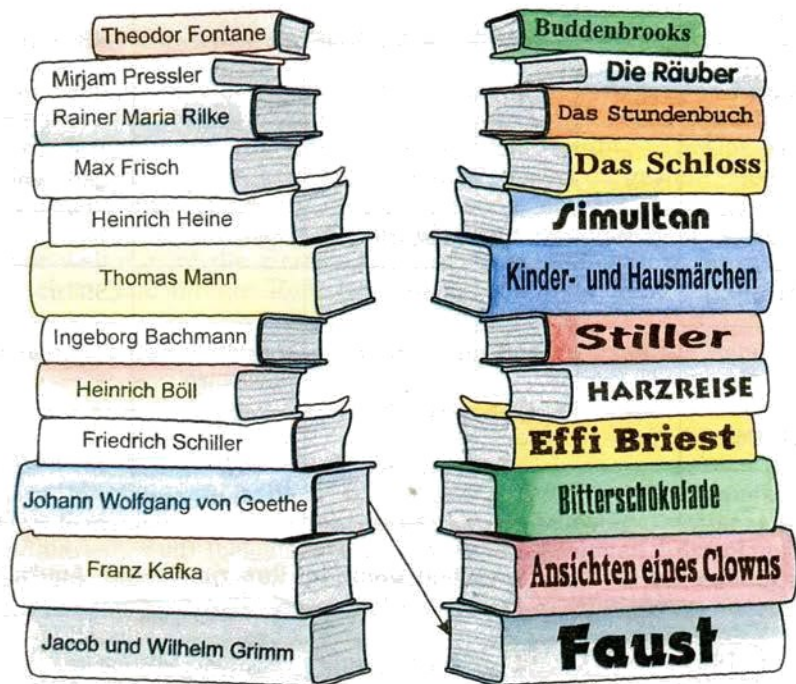 Theodor Fontane
Mirjam Pressler
Rainer Maria Rilke
Max Frisch
Heinrich Heine
Thomas Mann
Ingeborg Bachmann
Heinrich Böll
Friedrich Schiller
Johann Wolfgang von Goethe
Franz Kafka
Jacob und Wilhelm Grimm
Buddenbrooks
Die Räuber
Das Stundenbuch
Das Schloss
Simultan
Kinder- und Hausmärchen
Stiller
HARZREISE
Effi Briest
Bitterschokolade
Ansichten eines Clowns
Faust